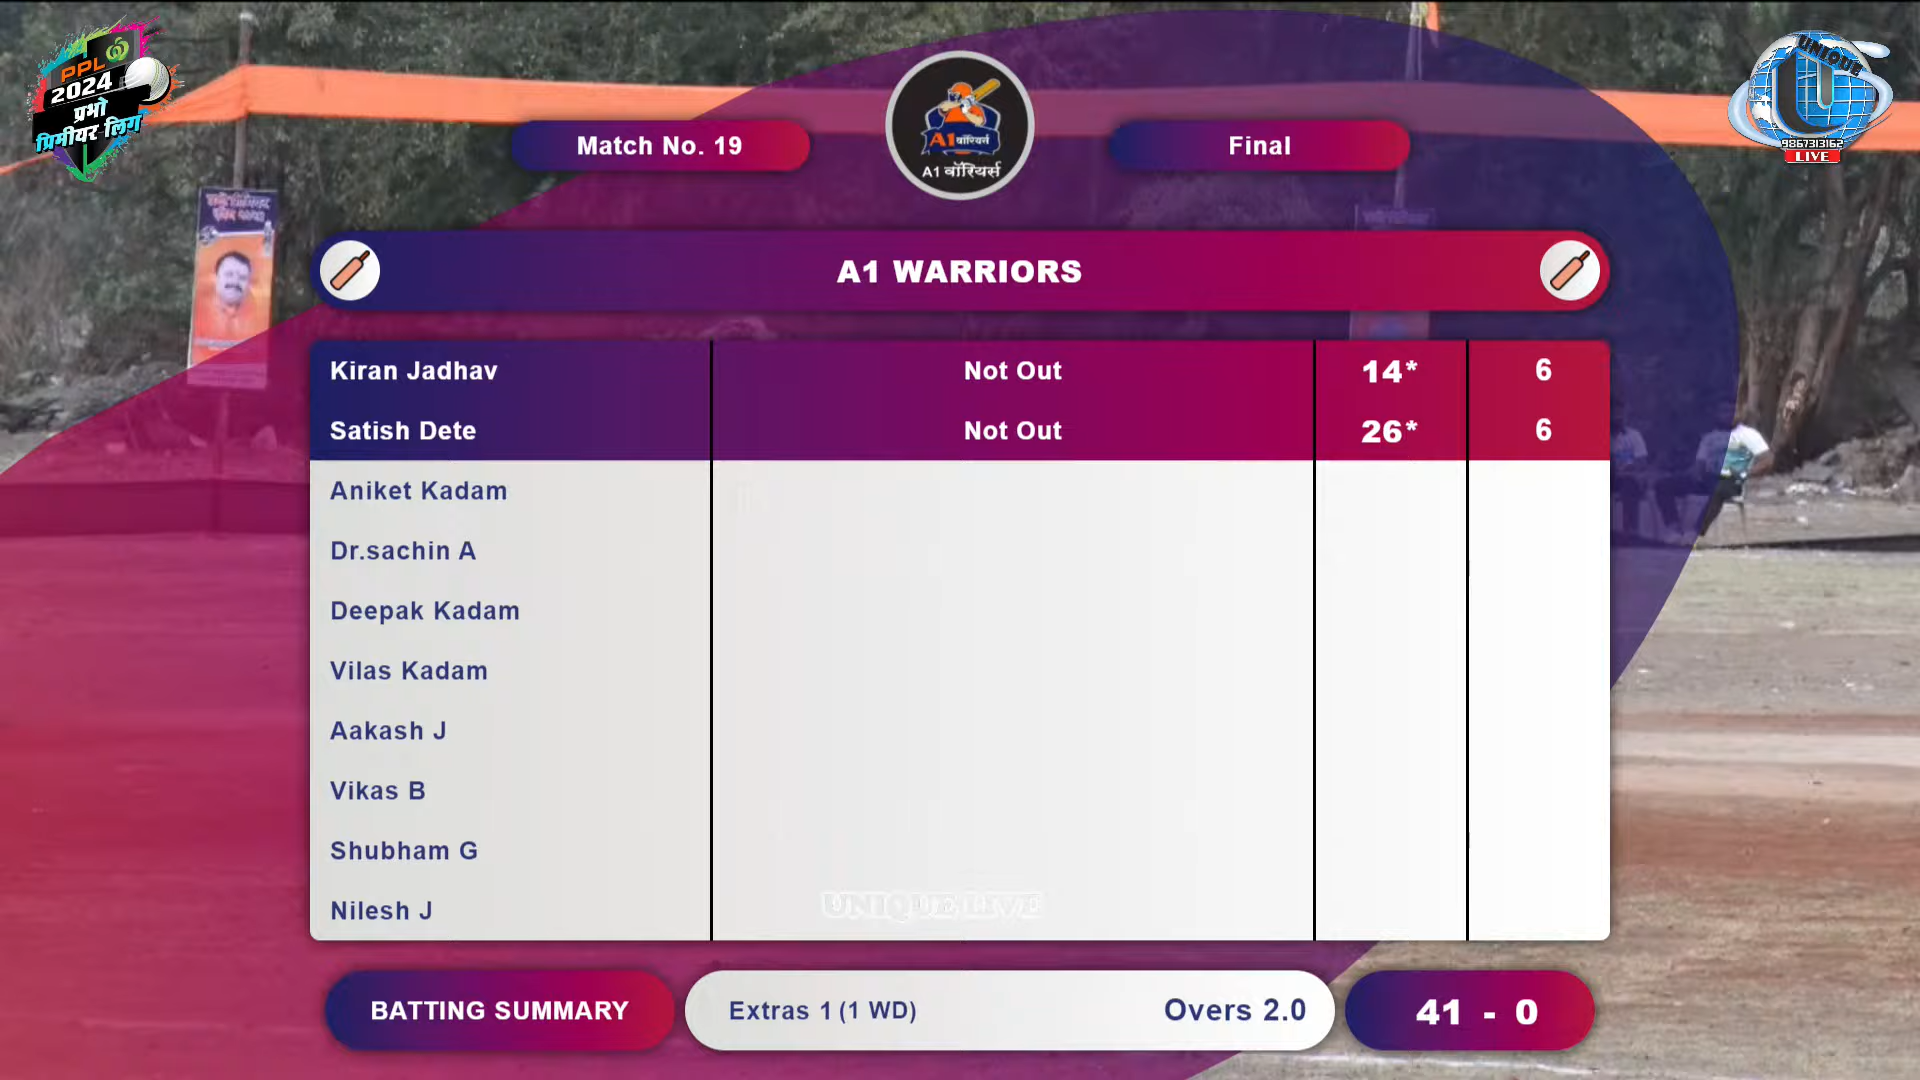 PPL
2024
प्रभो
प्रिमीयर लिग
Match No. 19
A1 वॉरियर्स
A1 वॉरियर्स
Final
UNIQUE
9867313162
LIVE
A1 WARRIORS
Kiran Jadhav Not Out 14* 6
Satish Dete Not Out 26* 6
Aniket Kadam
Dr.sachin A
Deepak Kadam
Vilas Kadam
Aakash J
Vikas B
Shubham G
Nilesh J
UNIQUE LIVE
BATTING SUMMARY Extras 1 (1 WD) Overs 2.0 41 - 0